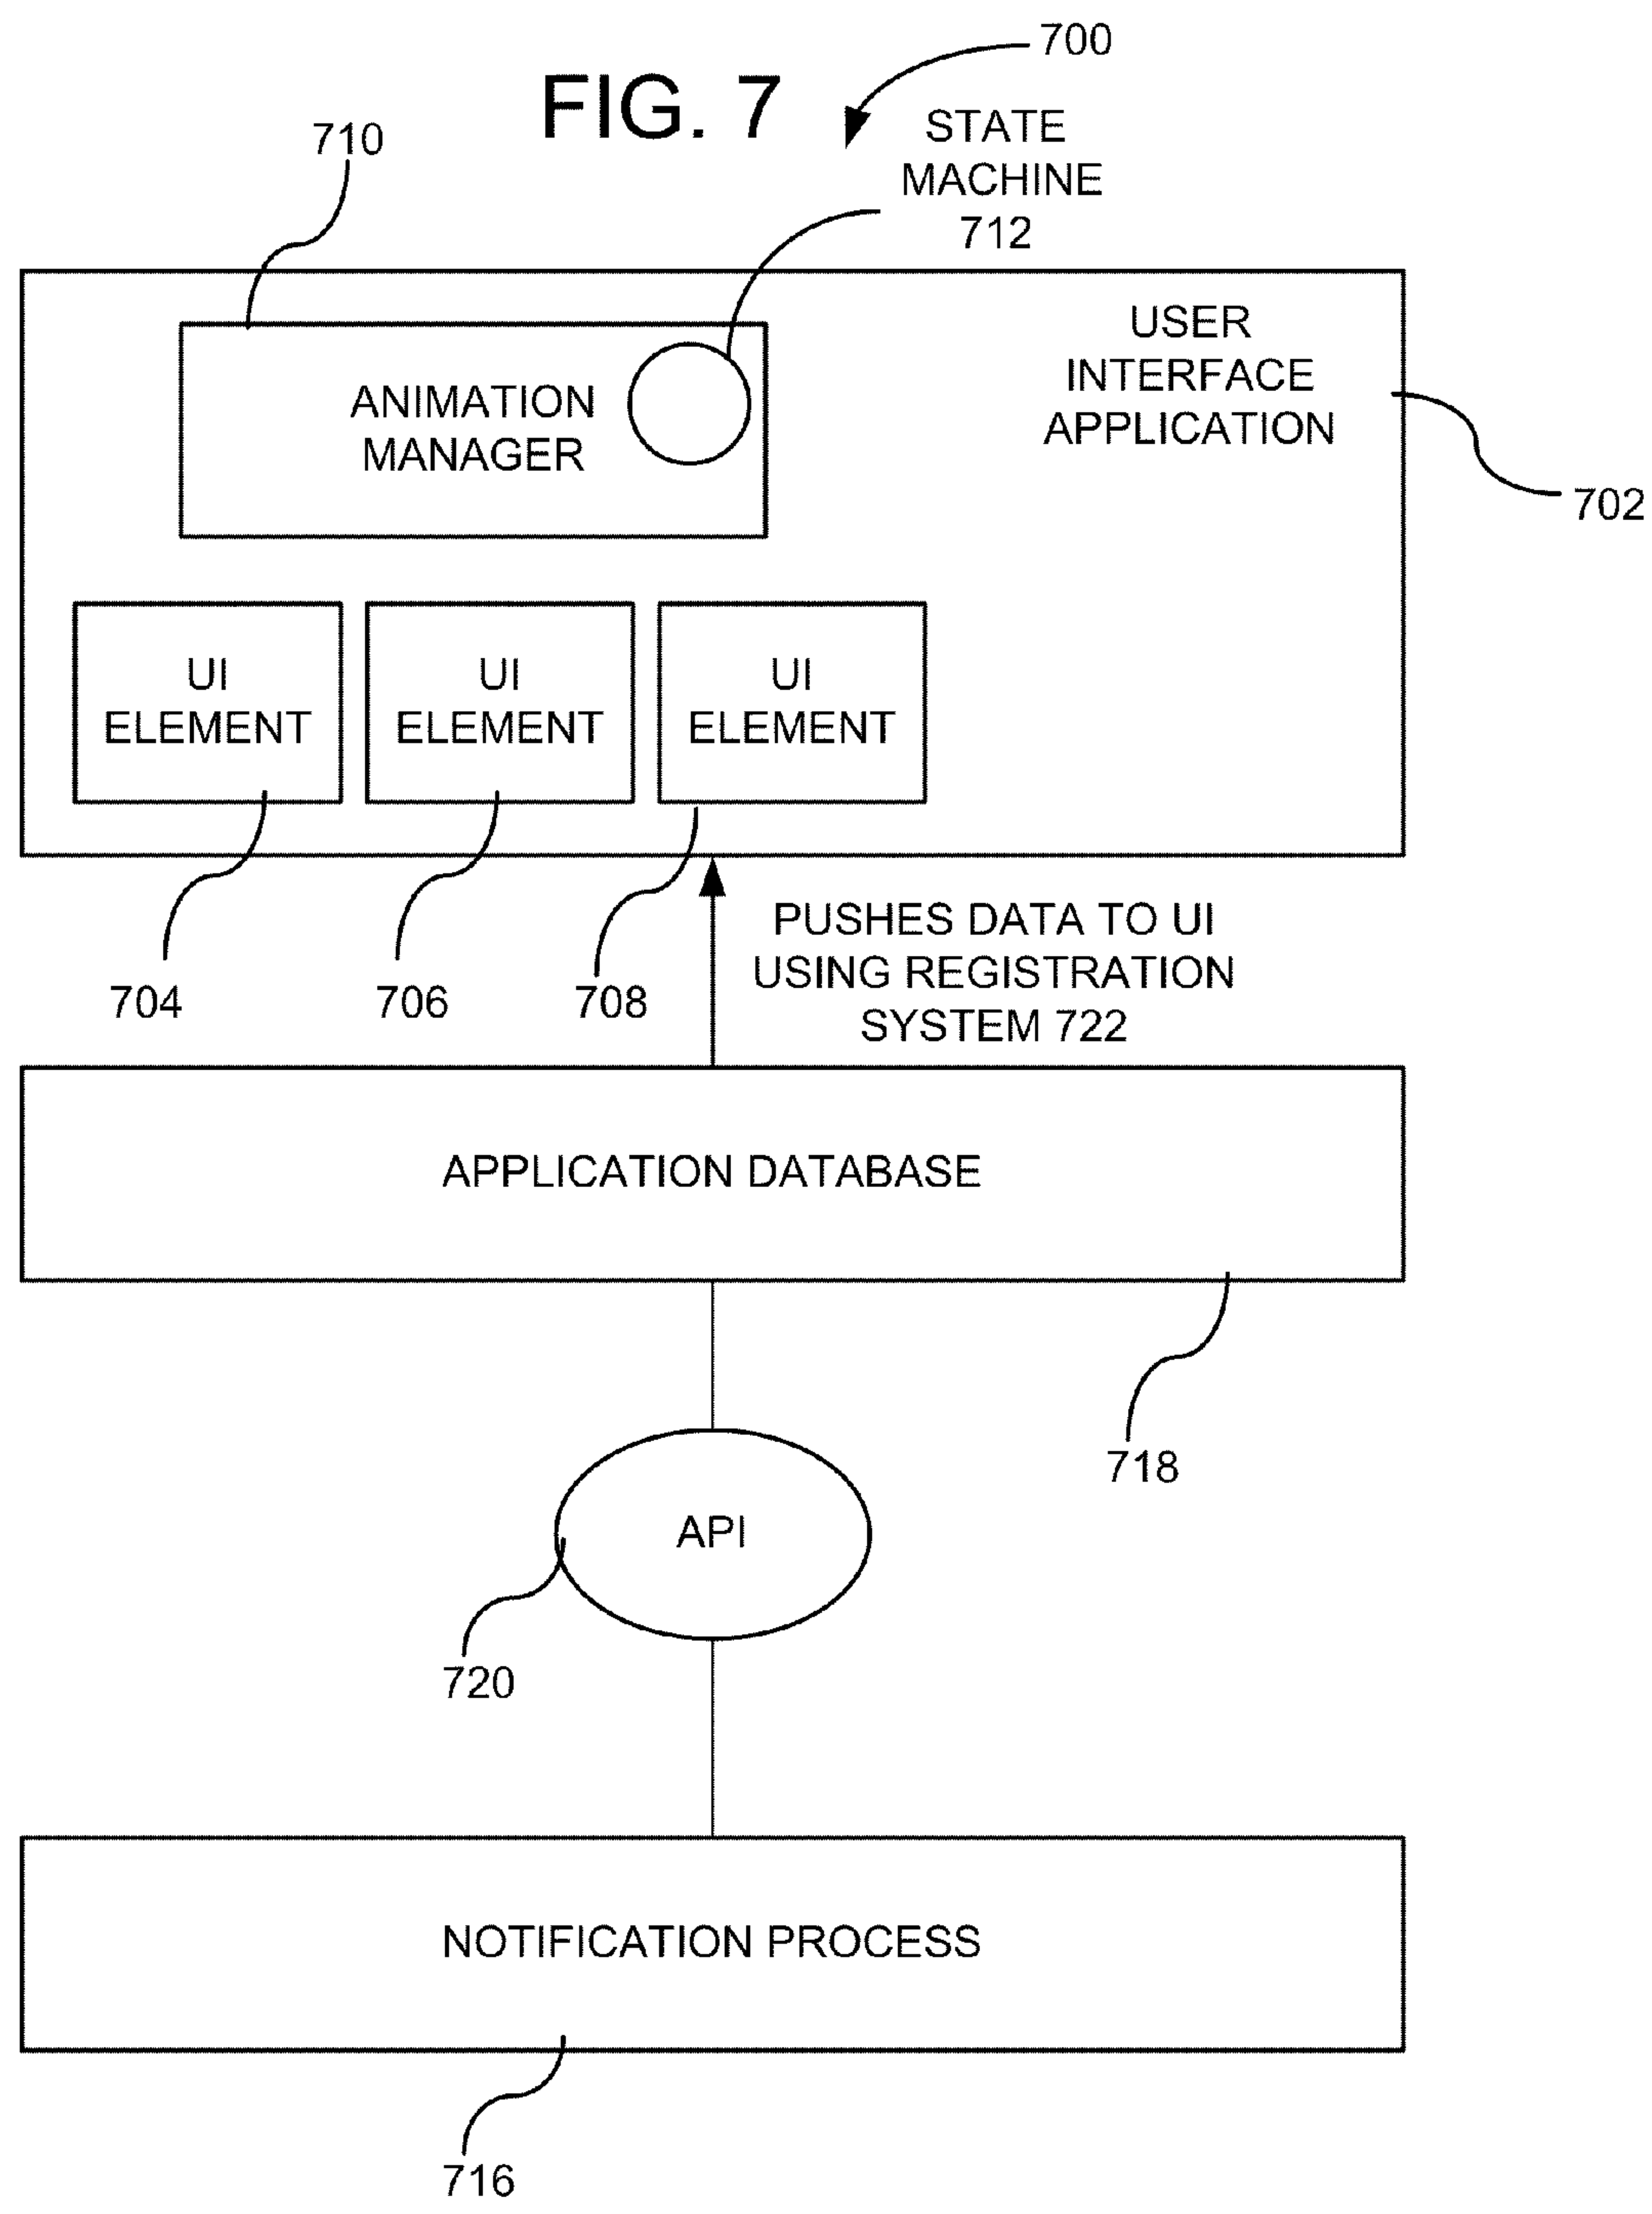 700
FIG. 7
710
STATE
MACHINE
712
USER
INTERFACE
APPLICATION
ANIMATION
MANAGER
702
UI
ELEMENT
UI
ELEMENT
UI
ELEMENT
704
706
708
PUSHES DATA TO UI
USING REGISTRATION
SYSTEM 722
APPLICATION DATABASE
718
API
720
NOTIFICATION PROCESS
716